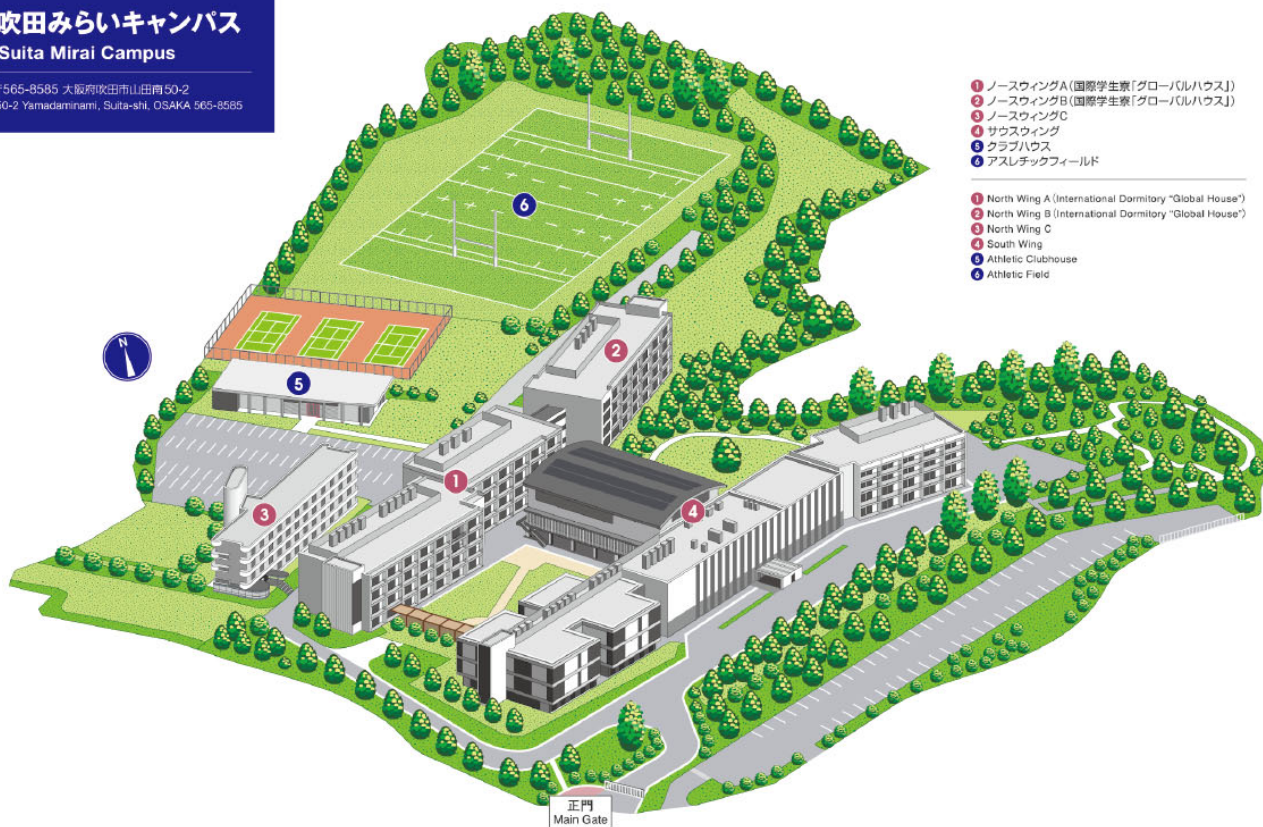 吹田みらいキャンパス
Suita Mirai Campus
〒565-8585 大阪府吹田市山田南50-2
50-2 Yamadaminami, Suita-shi, OSAKA 565-8585
1 ノースウィングA(国際学生寮「グローバルハウス」)
2 ノースウィングB(国際学生寮「グローバルハウス」)
3 ノースウィングC
4 サウスウィング
5 クラブハウス
6 アスレチックフィールド
1 North Wing A (International Dormitory "Global House")
2 North Wing B (International Dormitory "Global House")
3 North Wing C
4 South Wing
5 Athletic Clubhouse
6 Athletic Field
6
N
2
5
1
3
4
正門
Main Gate